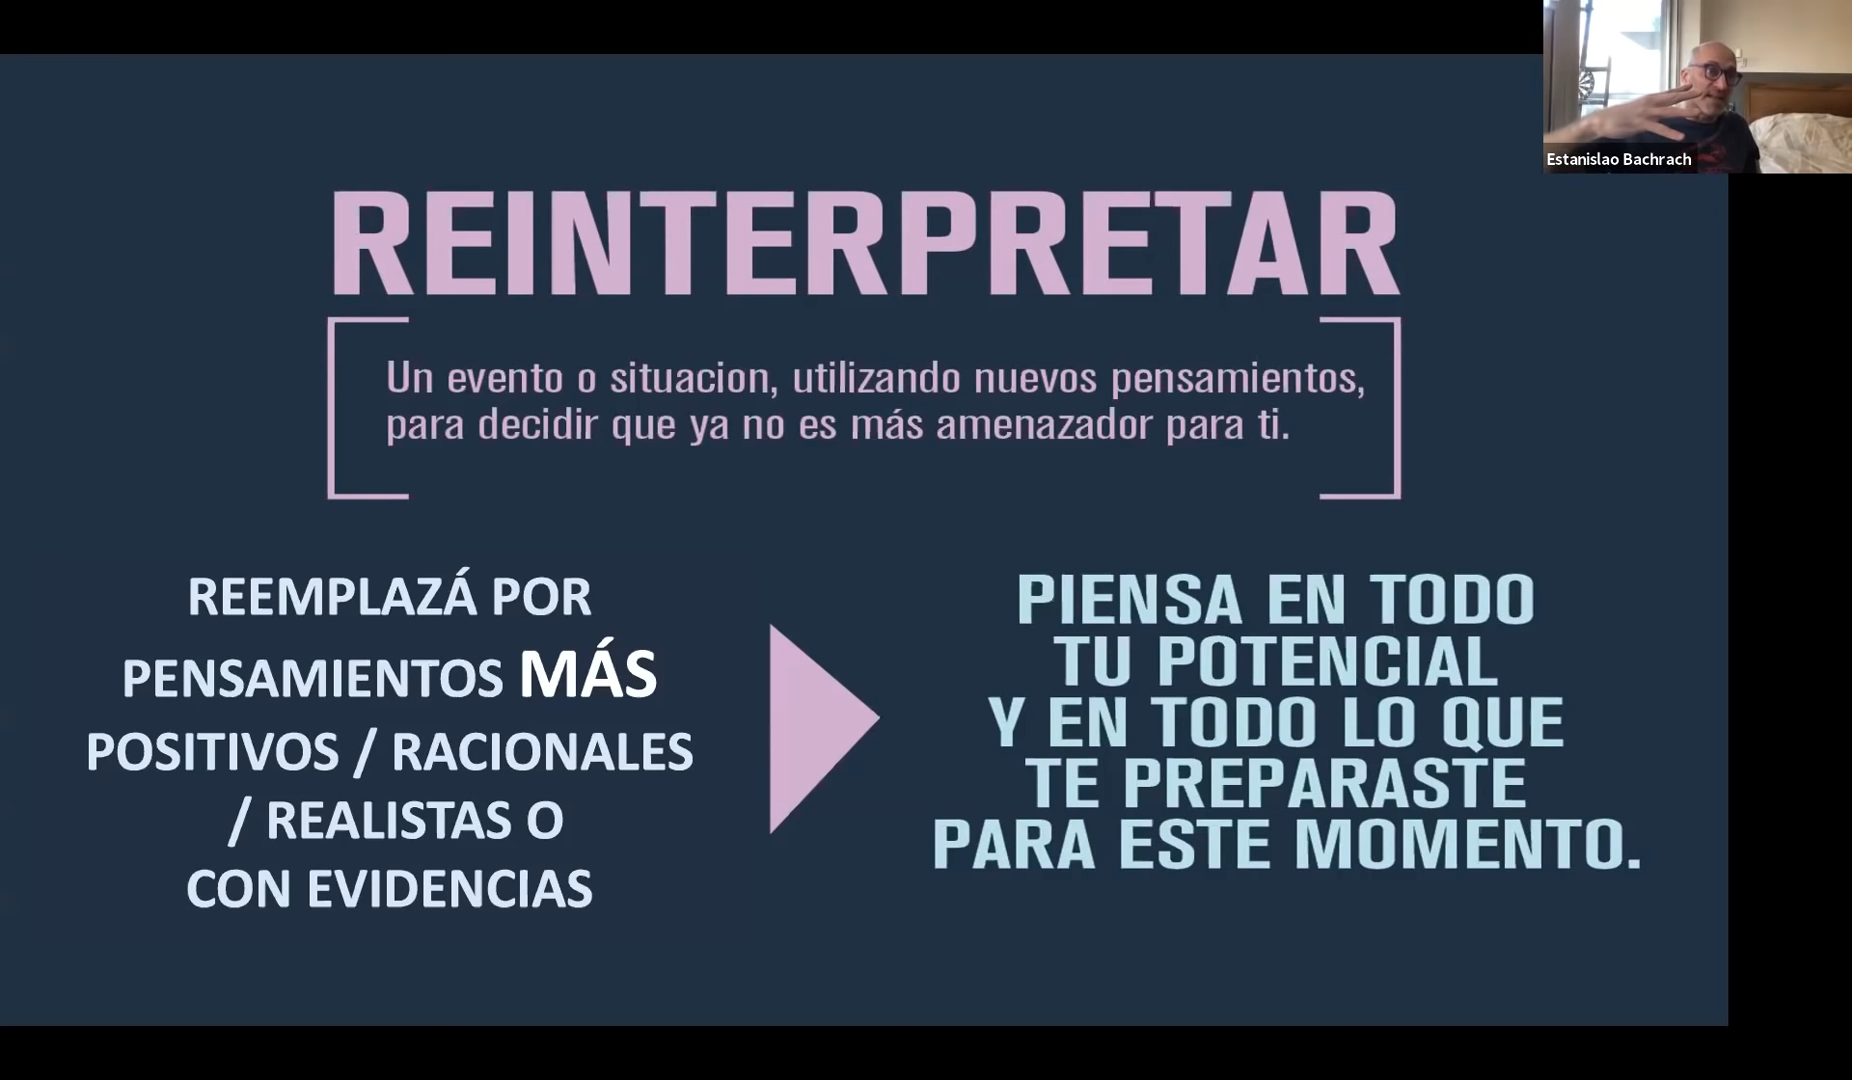 Estanislao Bachrach
REINTERPRETAR
Un evento o situacion, utilizando nuevos pensamientos,
para decidir que ya no es más amenazador para ti.
REEMPLAZÁ POR
PENSAMIENTOS MÁS
POSITIVOS / RACIONALES
/ REALISTAS O
CON EVIDENCIAS
PIENSA EN TODO
TU POTENCIAL
Y EN TODO LO QUE
TE PREPARASTE
PARA ESTE MOMENTO.